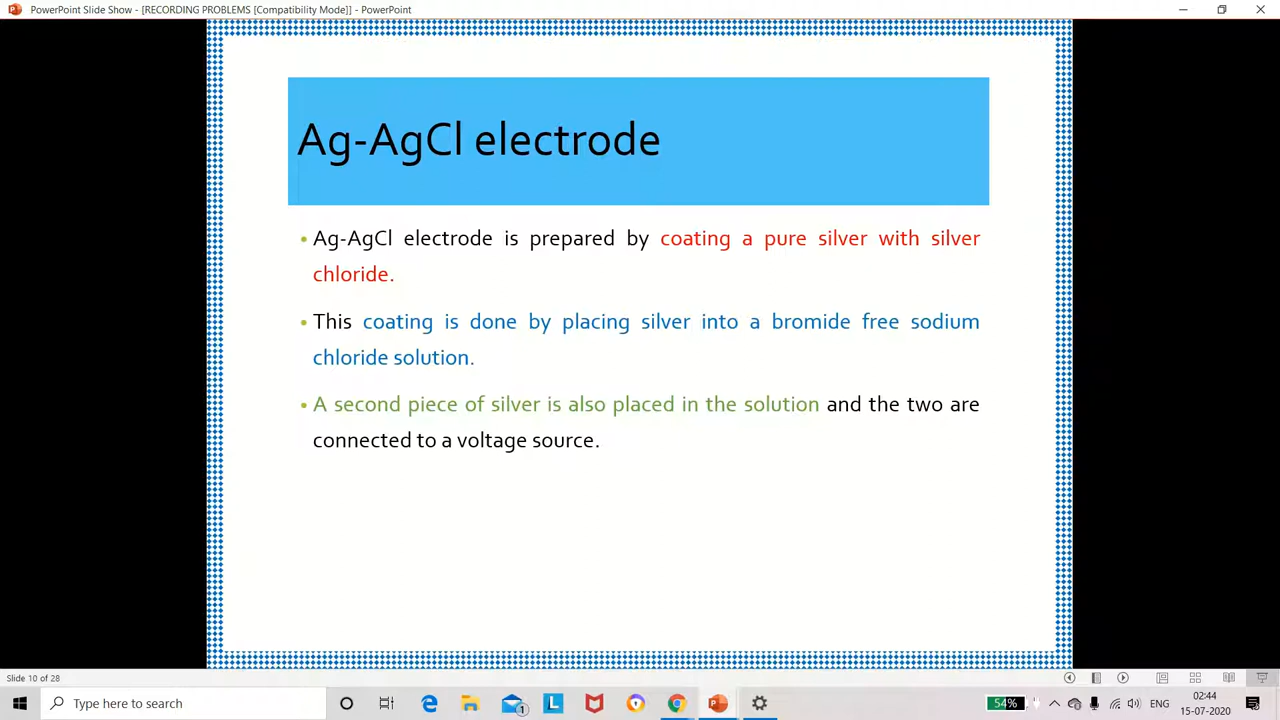 PowerPoint Slide Show - [RECORDING PROBLEMS [Compatibility Mode]] - PowerPoint
Ag-AgCl electrode
• Ag-AgCl electrode is prepared by coating a pure silver with silver
chloride.
• This coating is done by placing silver into a bromide free sodium
chloride solution.
• A second piece of silver is also placed in the solution and the two are
connected to a voltage source.
Slide 10 of 28
Type here to search
1
L
54%
ENG
02:44
15-07-2020